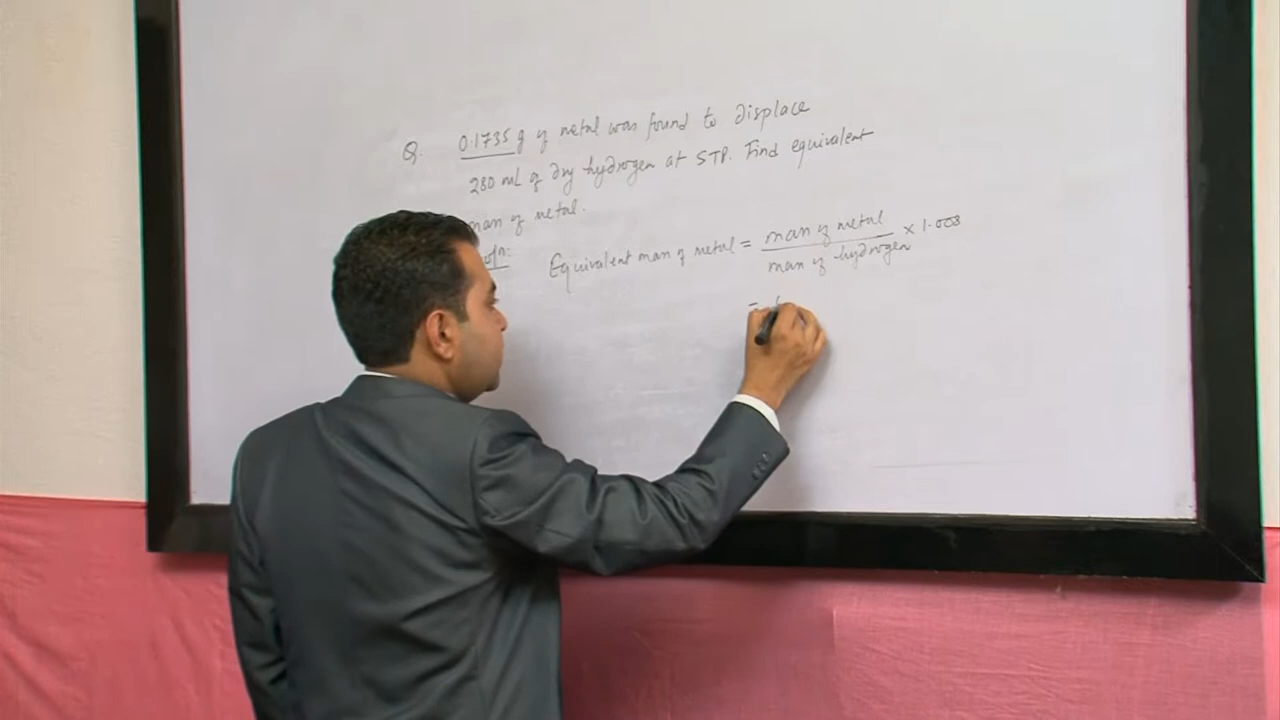 Q. 0.1735 g of metal was found to displace
280 mL of dry hydrogen at STP. Find equivalent
mass of metal.
Equivalent mass of metal = mass of metal / mass of hydrogen × 1.008
=